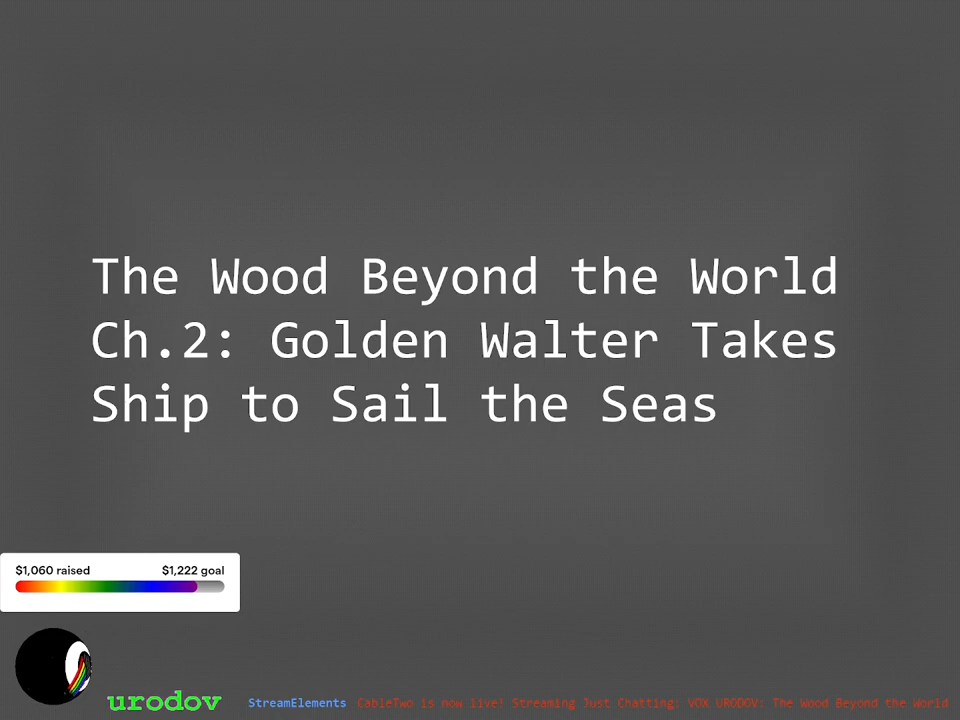 The Wood Beyond the World
Ch.2: Golden Walter Takes
Ship to Sail the Seas
$1,060 raised $1,222 goal
urodov
StreamElements CableTwo is now live! Streaming Just Chatting: VOX URODOV: The Wood Beyond the World